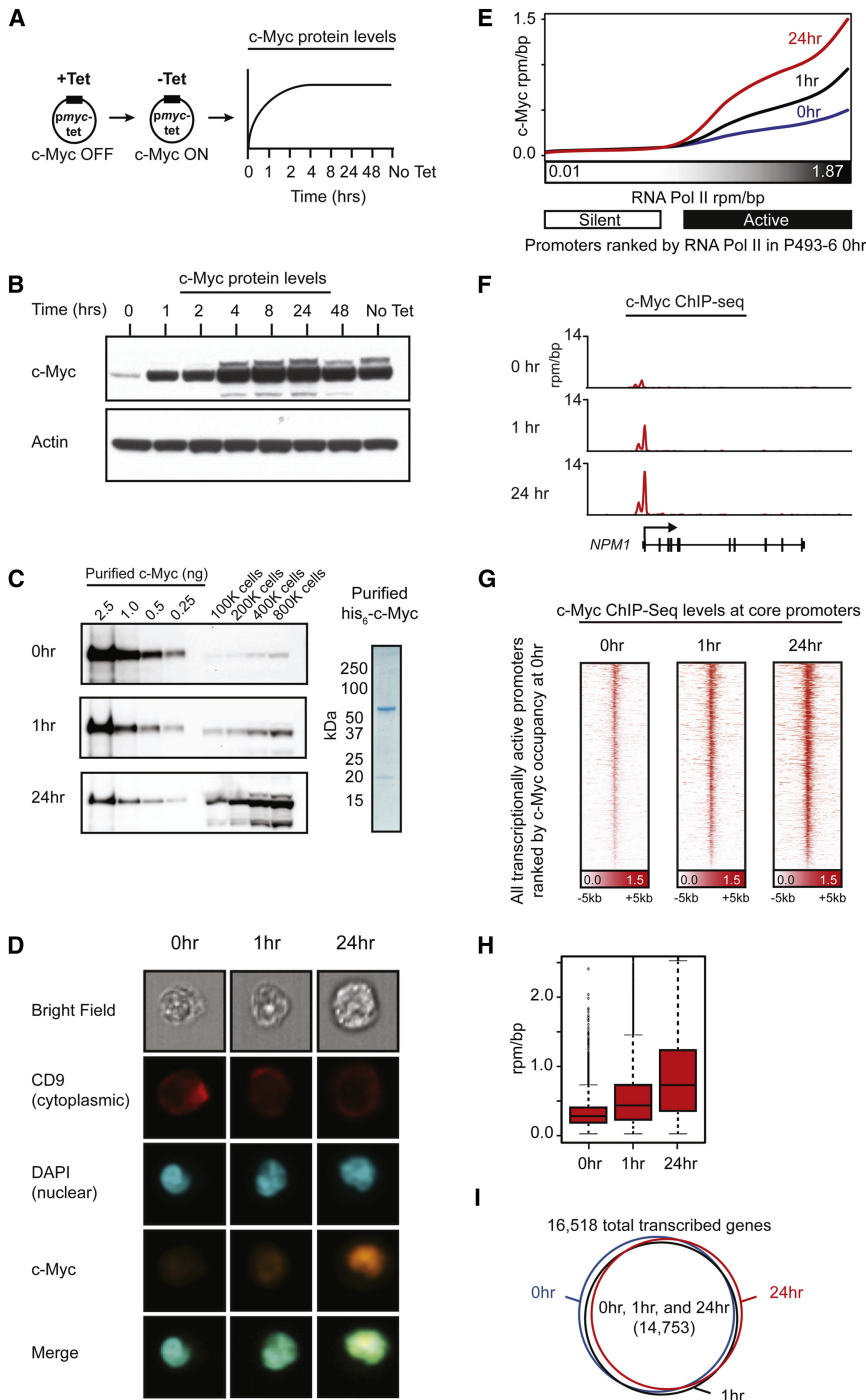 A
c-Myc protein levels
+Tet
-Tet
pmyc-
tet
pmyc-
tet
c-Myc OFF
c-Myc ON
0 1 2 4 8 24 48 No Tet
Time (hrs)
B
c-Myc protein levels
Time (hrs) 0 1 2 4 8 24 48 No Tet
c-Myc
Actin
C
Purified c-Myc (ng)
2.5 1.0 0.5 0.25 100K cells 200K cells 400K cells 800K cells
0hr
1hr
24hr
Purified
his6-c-Myc
kDa
250
100
50
37
25
20
15
D
0hr 1hr 24hr
Bright Field
CD9
(cytoplasmic)
DAPI
(nuclear)
c-Myc
Merge
E
c-Myc rpm/bp
1.5
0.0
24hr
1hr
0hr
0.01 1.87
RNA Pol II rpm/bp
Silent Active
Promoters ranked by RNA Pol II in P493-6 0hr
F
c-Myc ChIP-seq
rpm/bp
14
0 hr
14
1 hr
14
24 hr
NPM1
G
c-Myc ChIP-Seq levels at core promoters
0hr 1hr 24hr
All transcriptionally active promoters
ranked by c-Myc occupancy at 0hr
0.0 1.5 0.0 1.5 0.0 1.5
-5kb +5kb -5kb +5kb -5kb +5kb
H
rpm/bp
2.0
1.0
0.0
0hr 1hr 24hr
I
16,518 total transcribed genes
0hr
24hr
0hr, 1hr, and 24hr
(14,753)
1hr